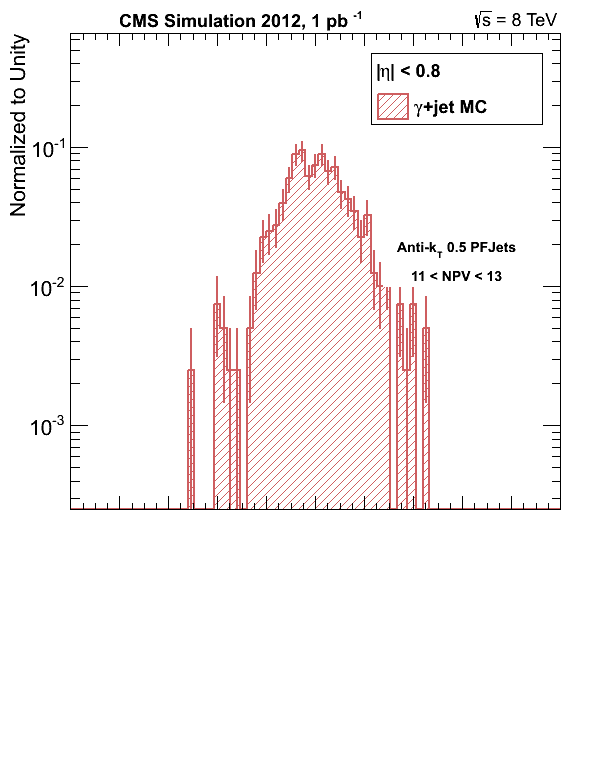 CMS Simulation 2012, 1 pb⁻¹ √s = 8 TeV
Normalized to Unity
|η| < 0.8
γ+jet MC
10⁻¹
Anti-k_T 0.5 PFJets
11 < NPV < 13
10⁻²
10⁻³